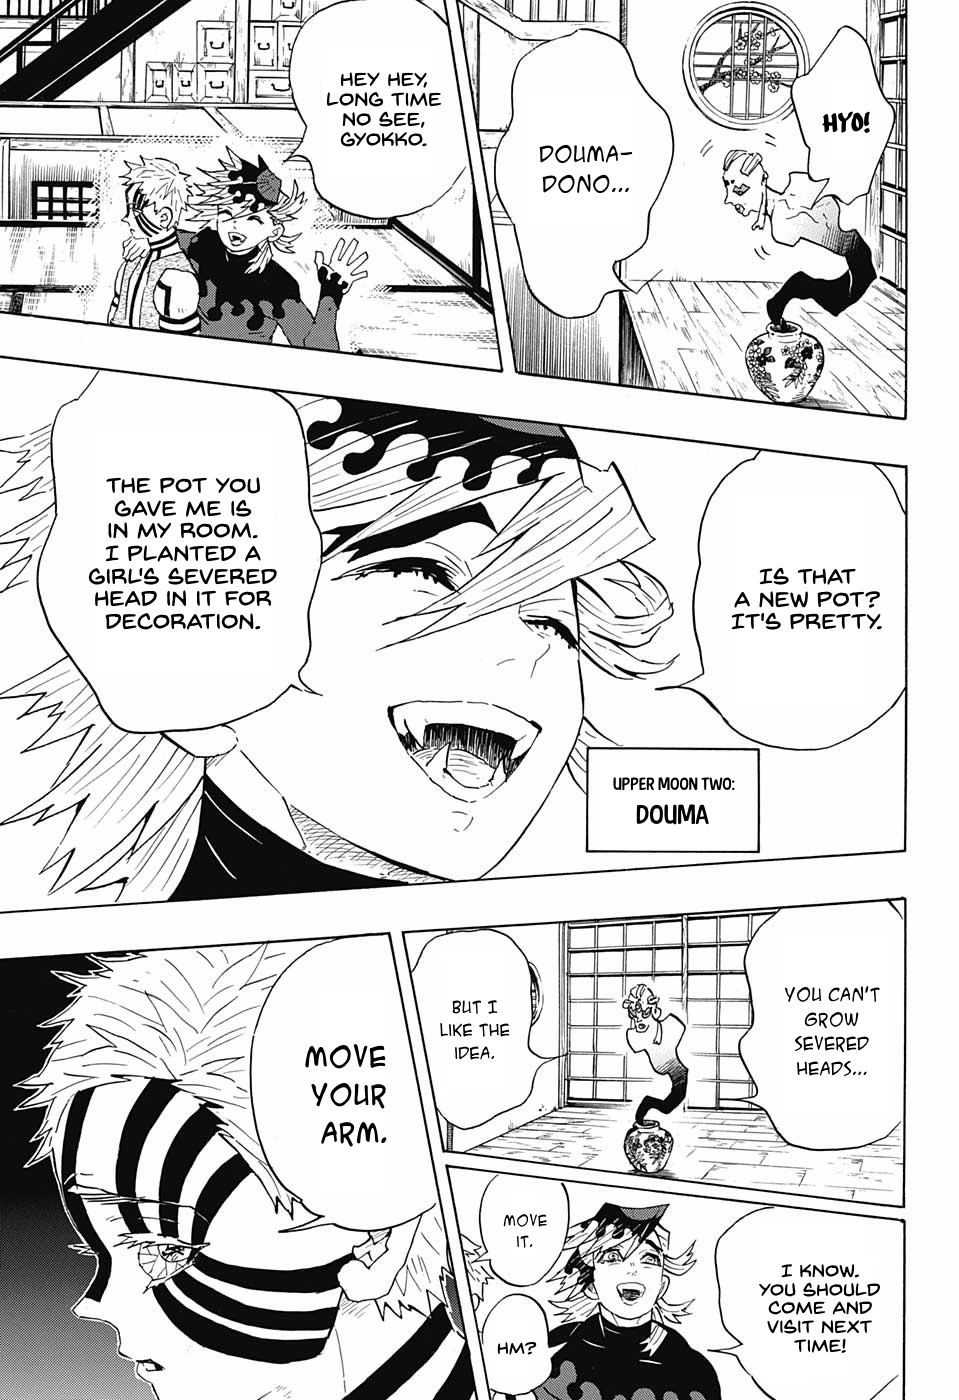 HYO!
DOUMA-
DONO...
HEY HEY,
LONG TIME
NO SEE,
GYOKKO.
IS THAT
A NEW POT?
IT'S PRETTY.
THE POT YOU
GAVE ME IS
IN MY ROOM.
I PLANTED A
GIRL'S SEVERED
HEAD IN IT FOR
DECORATION.
UPPER MOON TWO:
DOUMA
YOU CAN'T
GROW
SEVERED
HEADS...
BUT I
LIKE THE
IDEA.
I KNOW.
YOU SHOULD
COME AND
VISIT NEXT
TIME!
MOVE
IT.
HM?
MOVE
YOUR
ARM.